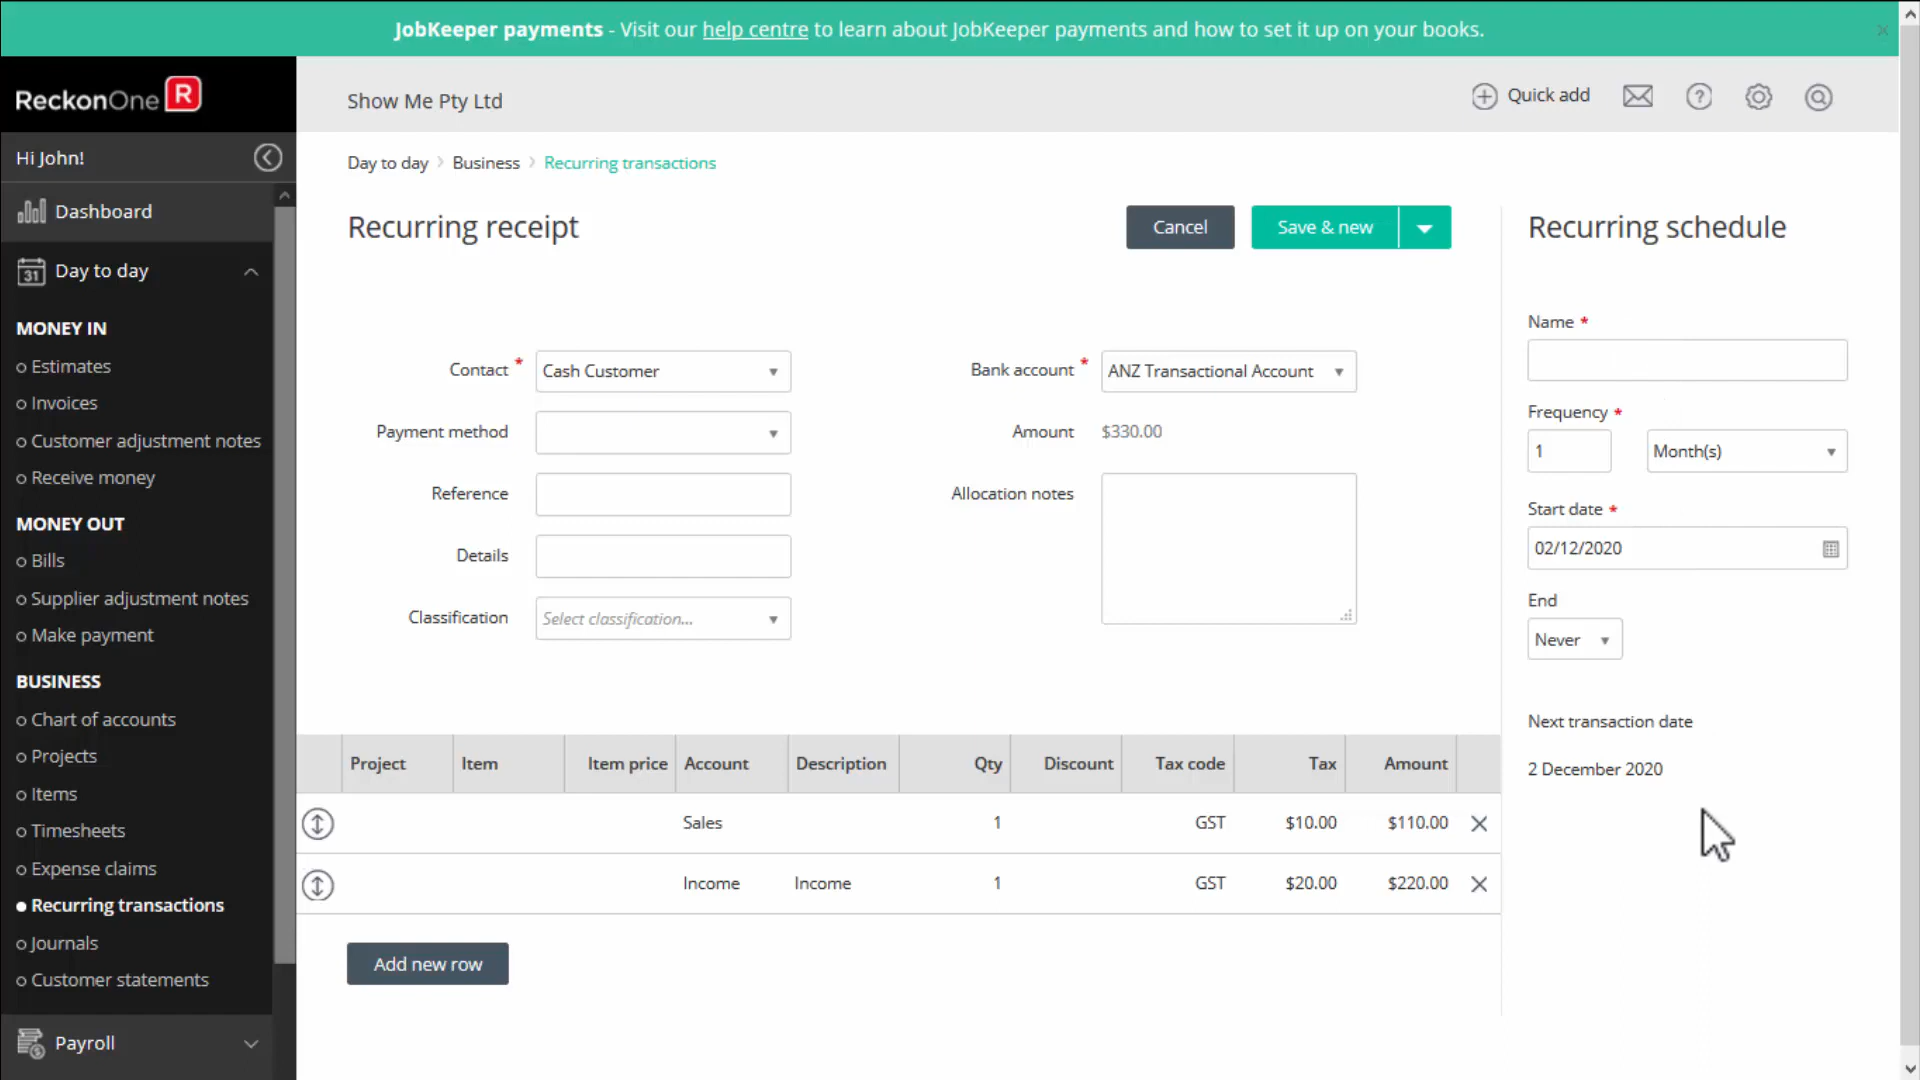 JobKeeper payments - Visit our help centre to learn about JobKeeper payments and how to set it up on your books.
ReckonOne R
Show Me Pty Ltd
Quick add
Hi John!
Dashboard
Day to day
MONEY IN
Estimates
Invoices
Customer adjustment notes
Receive money
MONEY OUT
Bills
Supplier adjustment notes
Make payment
BUSINESS
Chart of accounts
Projects
Items
Timesheets
Expense claims
Recurring transactions
Journals
Customer statements
Payroll
Day to day > Business > Recurring transactions
Recurring receipt
Cancel
Save & new
Contact * Cash Customer
Payment method
Reference
Details
Classification Select classification...
Bank account * ANZ Transactional Account
Amount $330.00
Allocation notes
Project Item Item price Account Description Qty Discount Tax code Tax Amount
Sales 1 GST $10.00 $110.00
Income Income 1 GST $20.00 $220.00
Add new row
Recurring schedule
Name *
Frequency *
1 Month(s)
Start date *
02/12/2020
End
Never
Next transaction date
2 December 2020